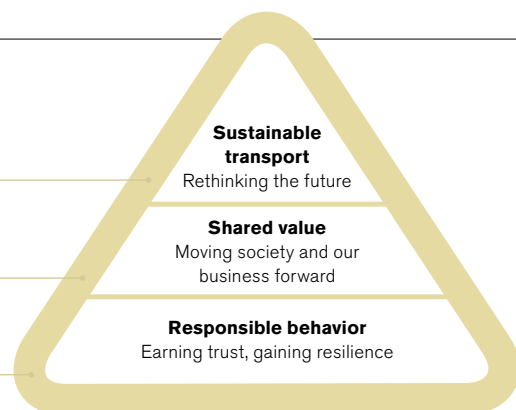 Sustainable
transport
Rethinking the future
Shared value
Moving society and our
business forward
Responsible behavior
Earning trust, gaining resilience